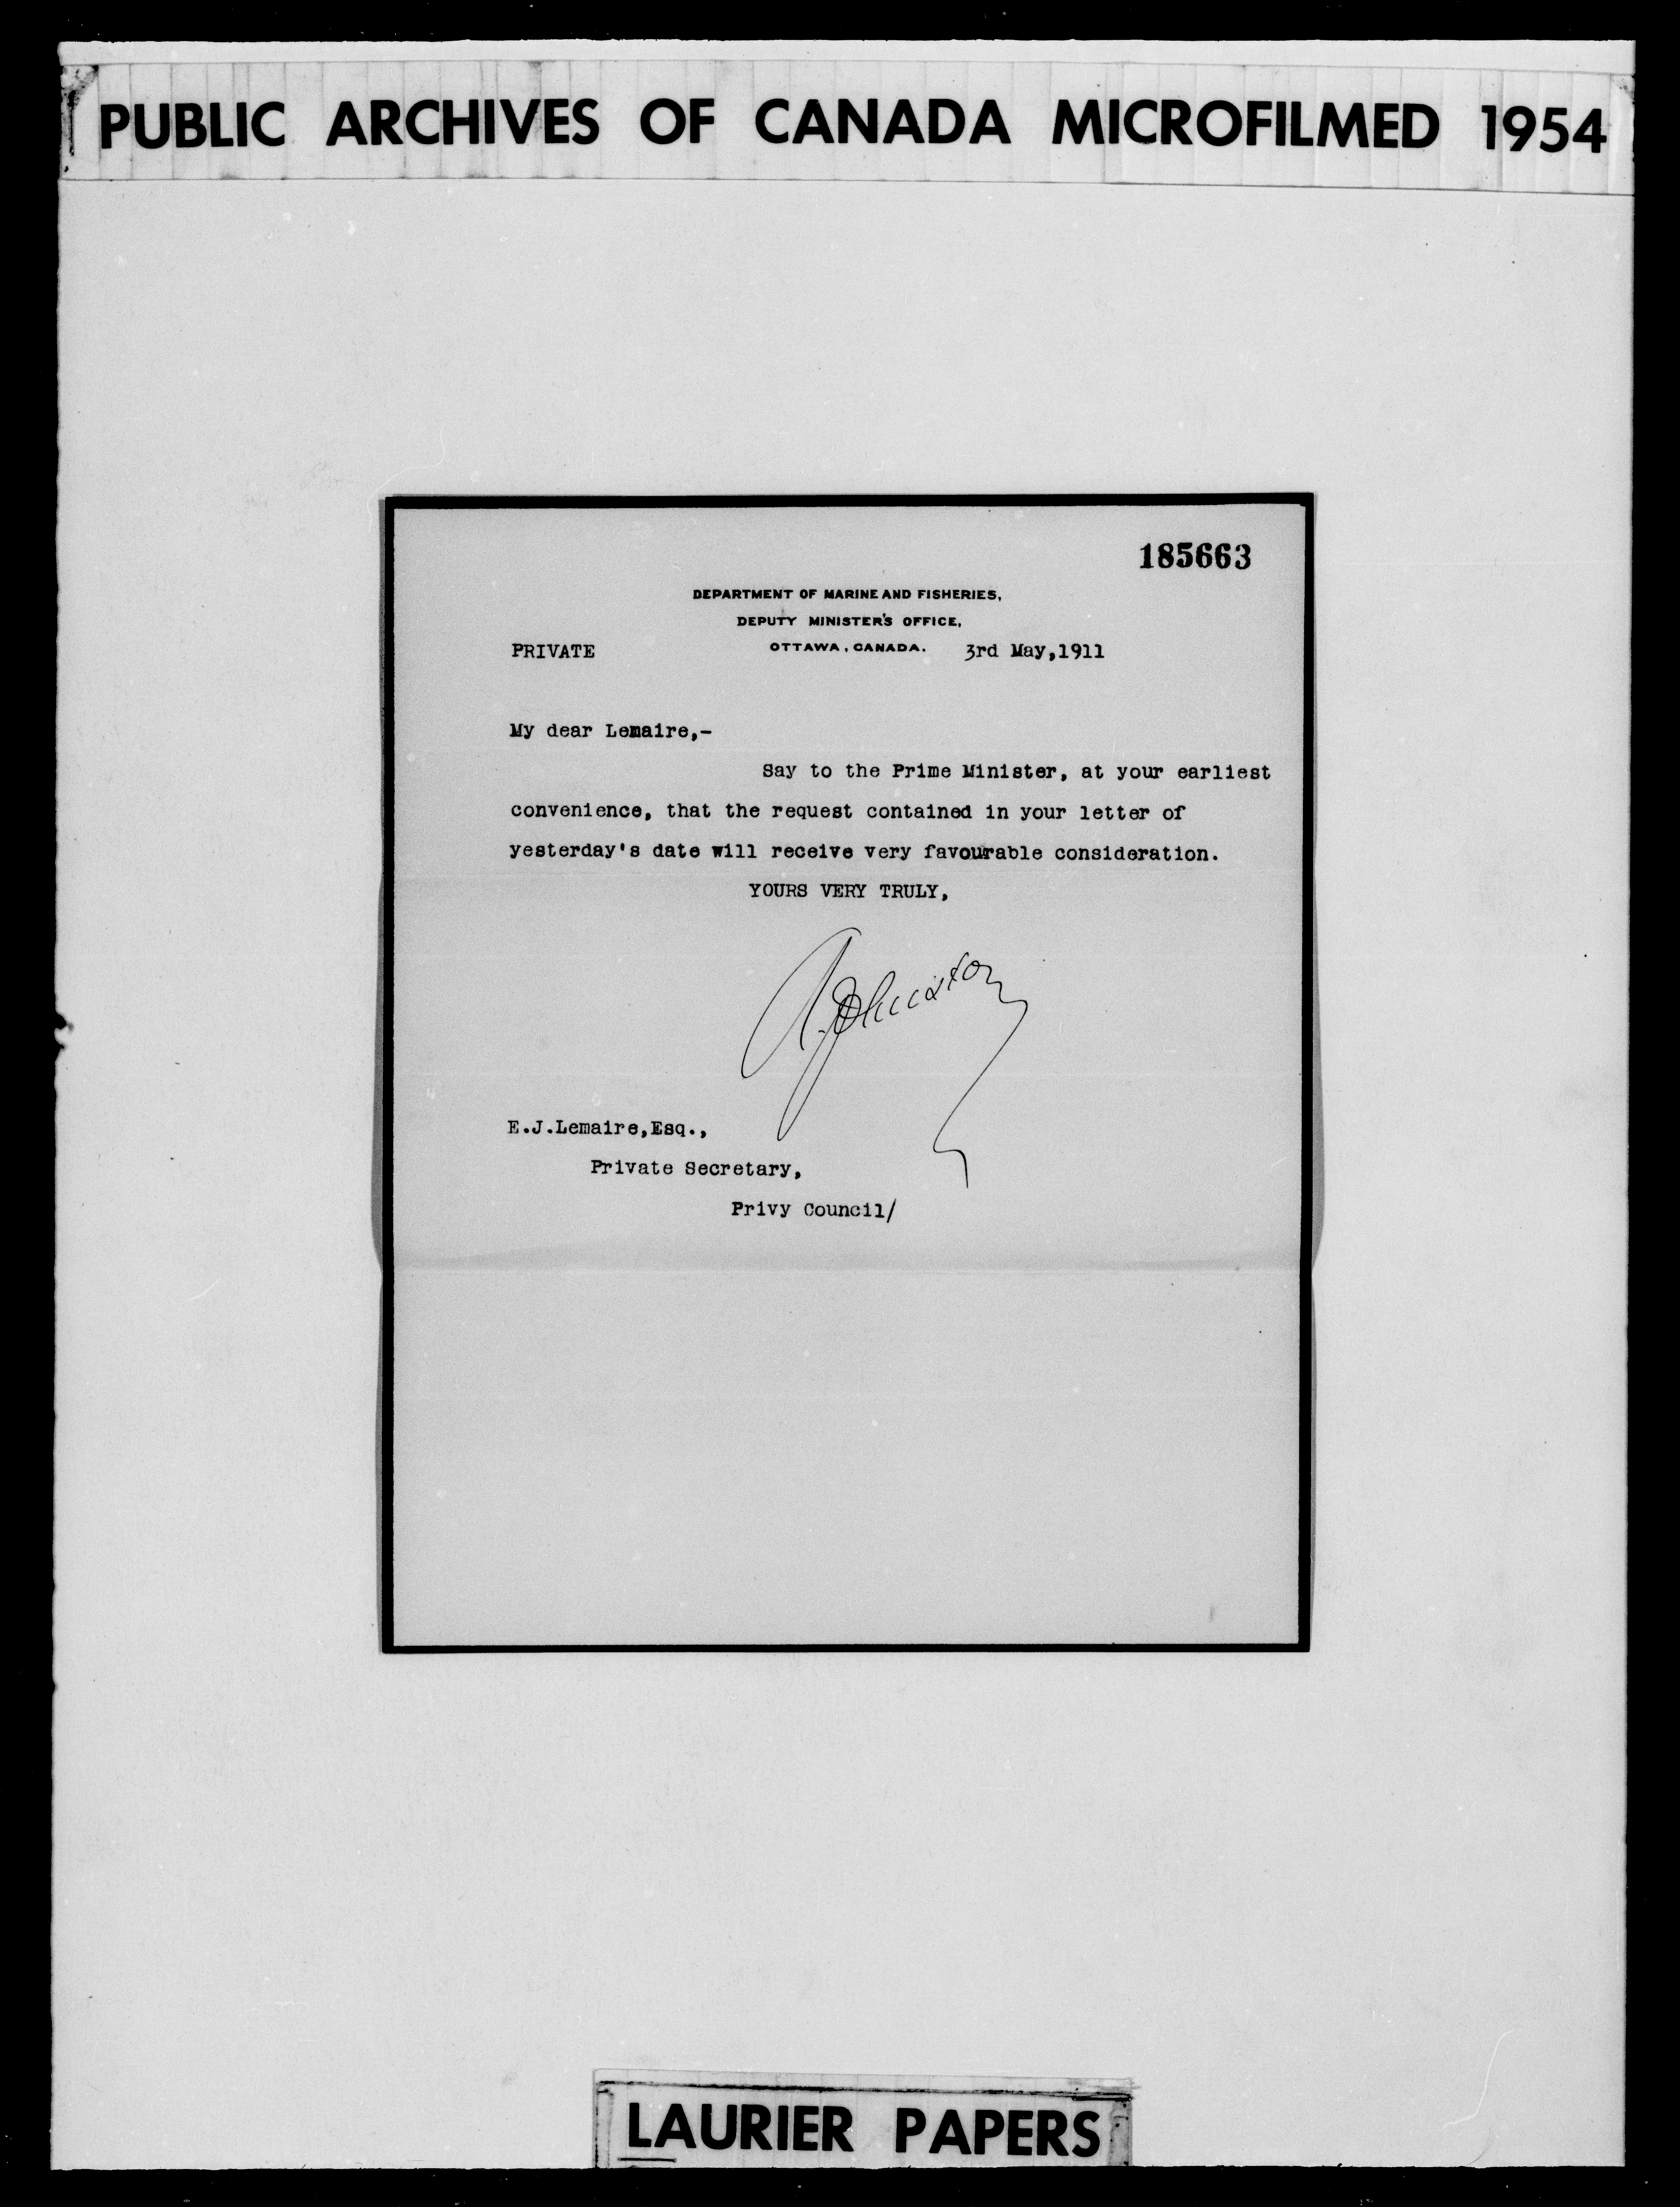 PUBLIC ARCHIVES OF CANADA MICROFILMED 1954
185663
DEPARTMENT OF MARINE AND FISHERIES,
DEPUTY MINISTER'S OFFICE,
PRIVATE OTTAWA, CANADA. 3rd May,1911
My dear Lemaire,-
Say to the Prime Minister, at your earliest
convenience, that the request contained in your letter of
yesterday's date will receive very favourable consideration.
YOURS VERY TRULY,
A. Johnston
E.J.Lemaire,Esq.,
Private Secretary,
Privy Council/
LAURIER PAPERS